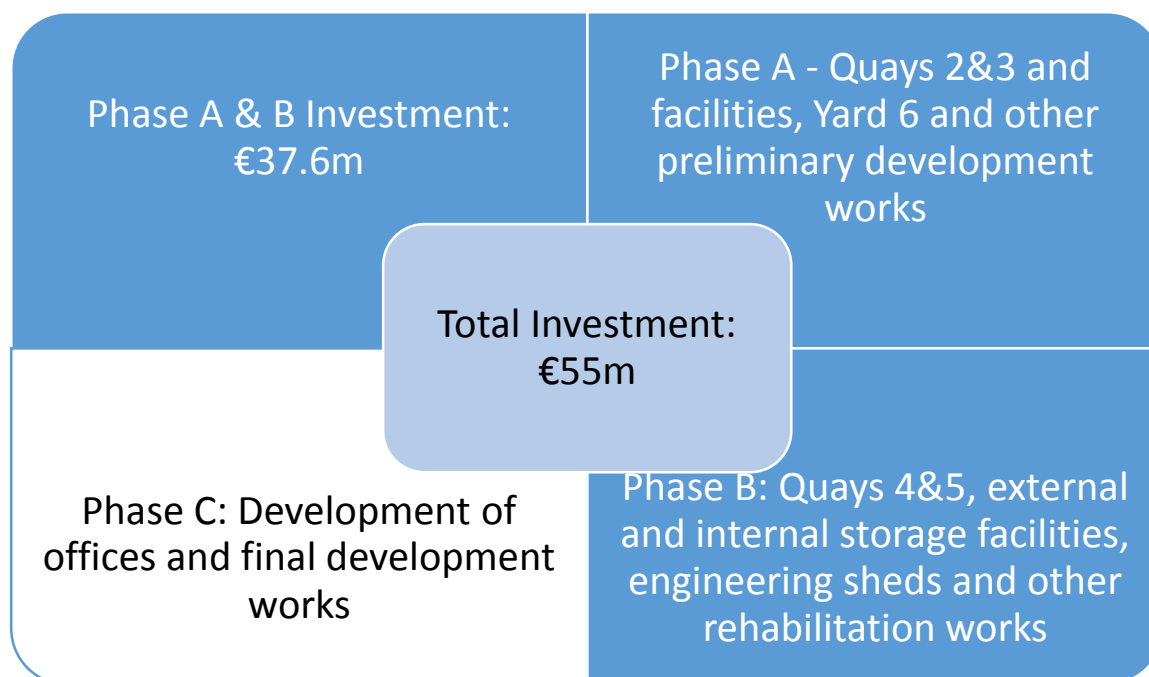 Phase A & B Investment:
€37.6m
Phase A - Quays 2&3 and
facilities, Yard 6 and other
preliminary development
works
Total Investment:
€55m
Phase C: Development of
offices and final development
works
Phase B: Quays 4&5, external
and internal storage facilities,
engineering sheds and other
rehabilitation works